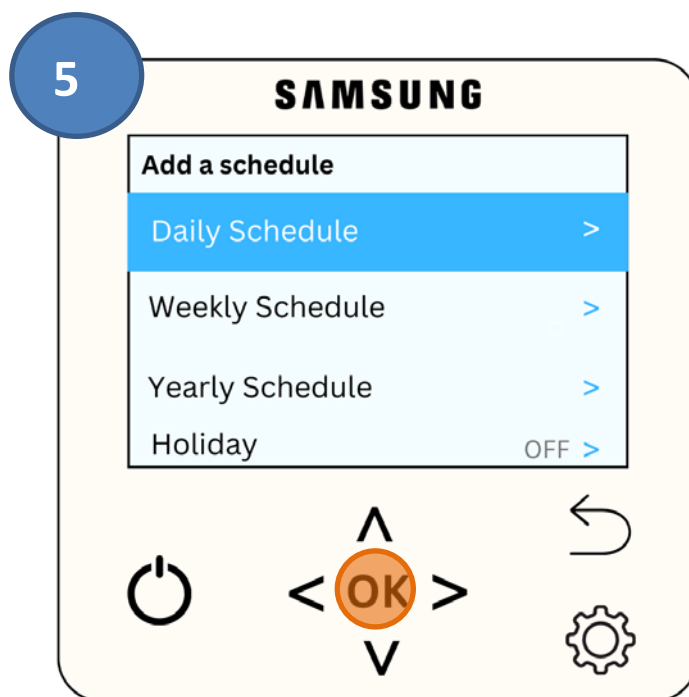 5
SAMSUNG
Add a schedule
Daily Schedule >
Weekly Schedule >
Yearly Schedule >
Holiday OFF >
< OK >